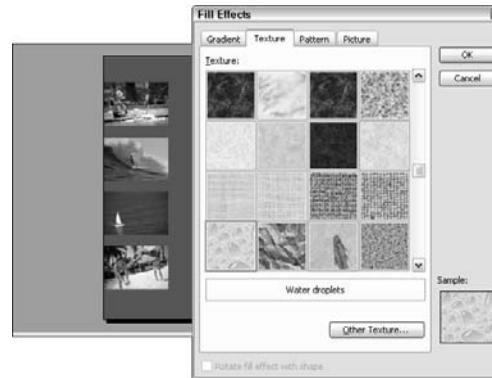 Fill Effects
Gradient Texture Pattern Picture
Texture:
OK
Cancel
Water droplets
Sample:
Other Texture...
Rotate fill effect with shape